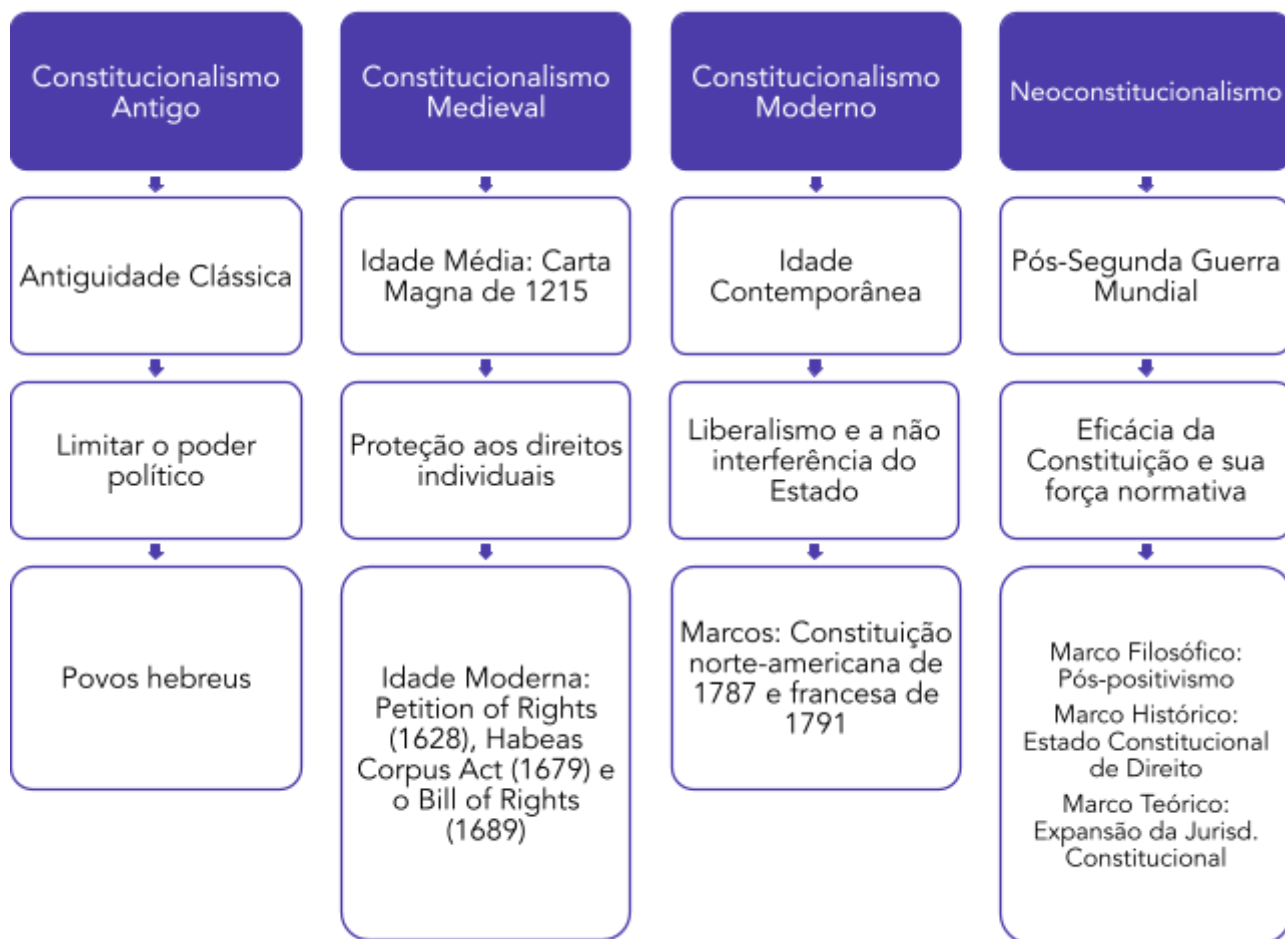 Constitucionalismo
Antigo
Antiguidade Clássica
Limitar o poder
político
Povos hebreus
Constitucionalismo
Medieval
Idade Média: Carta
Magna de 1215
Proteção aos direitos
individuais
Idade Moderna:
Petition of Rights
(1628), Habeas
Corpus Act (1679) e
o Bill of Rights
(1689)
Constitucionalismo
Moderno
Idade
Contemporânea
Liberalismo e a não
interferência do
Estado
Marcos: Constituição
norte-americana de
1787 e francesa de
1791
Neoconstitucionalismo
Pós-Segunda Guerra
Mundial
Eficácia da
Constituição e sua
força normativa
Marco Filosófico:
Pós-positivismo
Marco Histórico:
Estado Constitucional
de Direito
Marco Teórico:
Expansão da Jurisd.
Constitucional